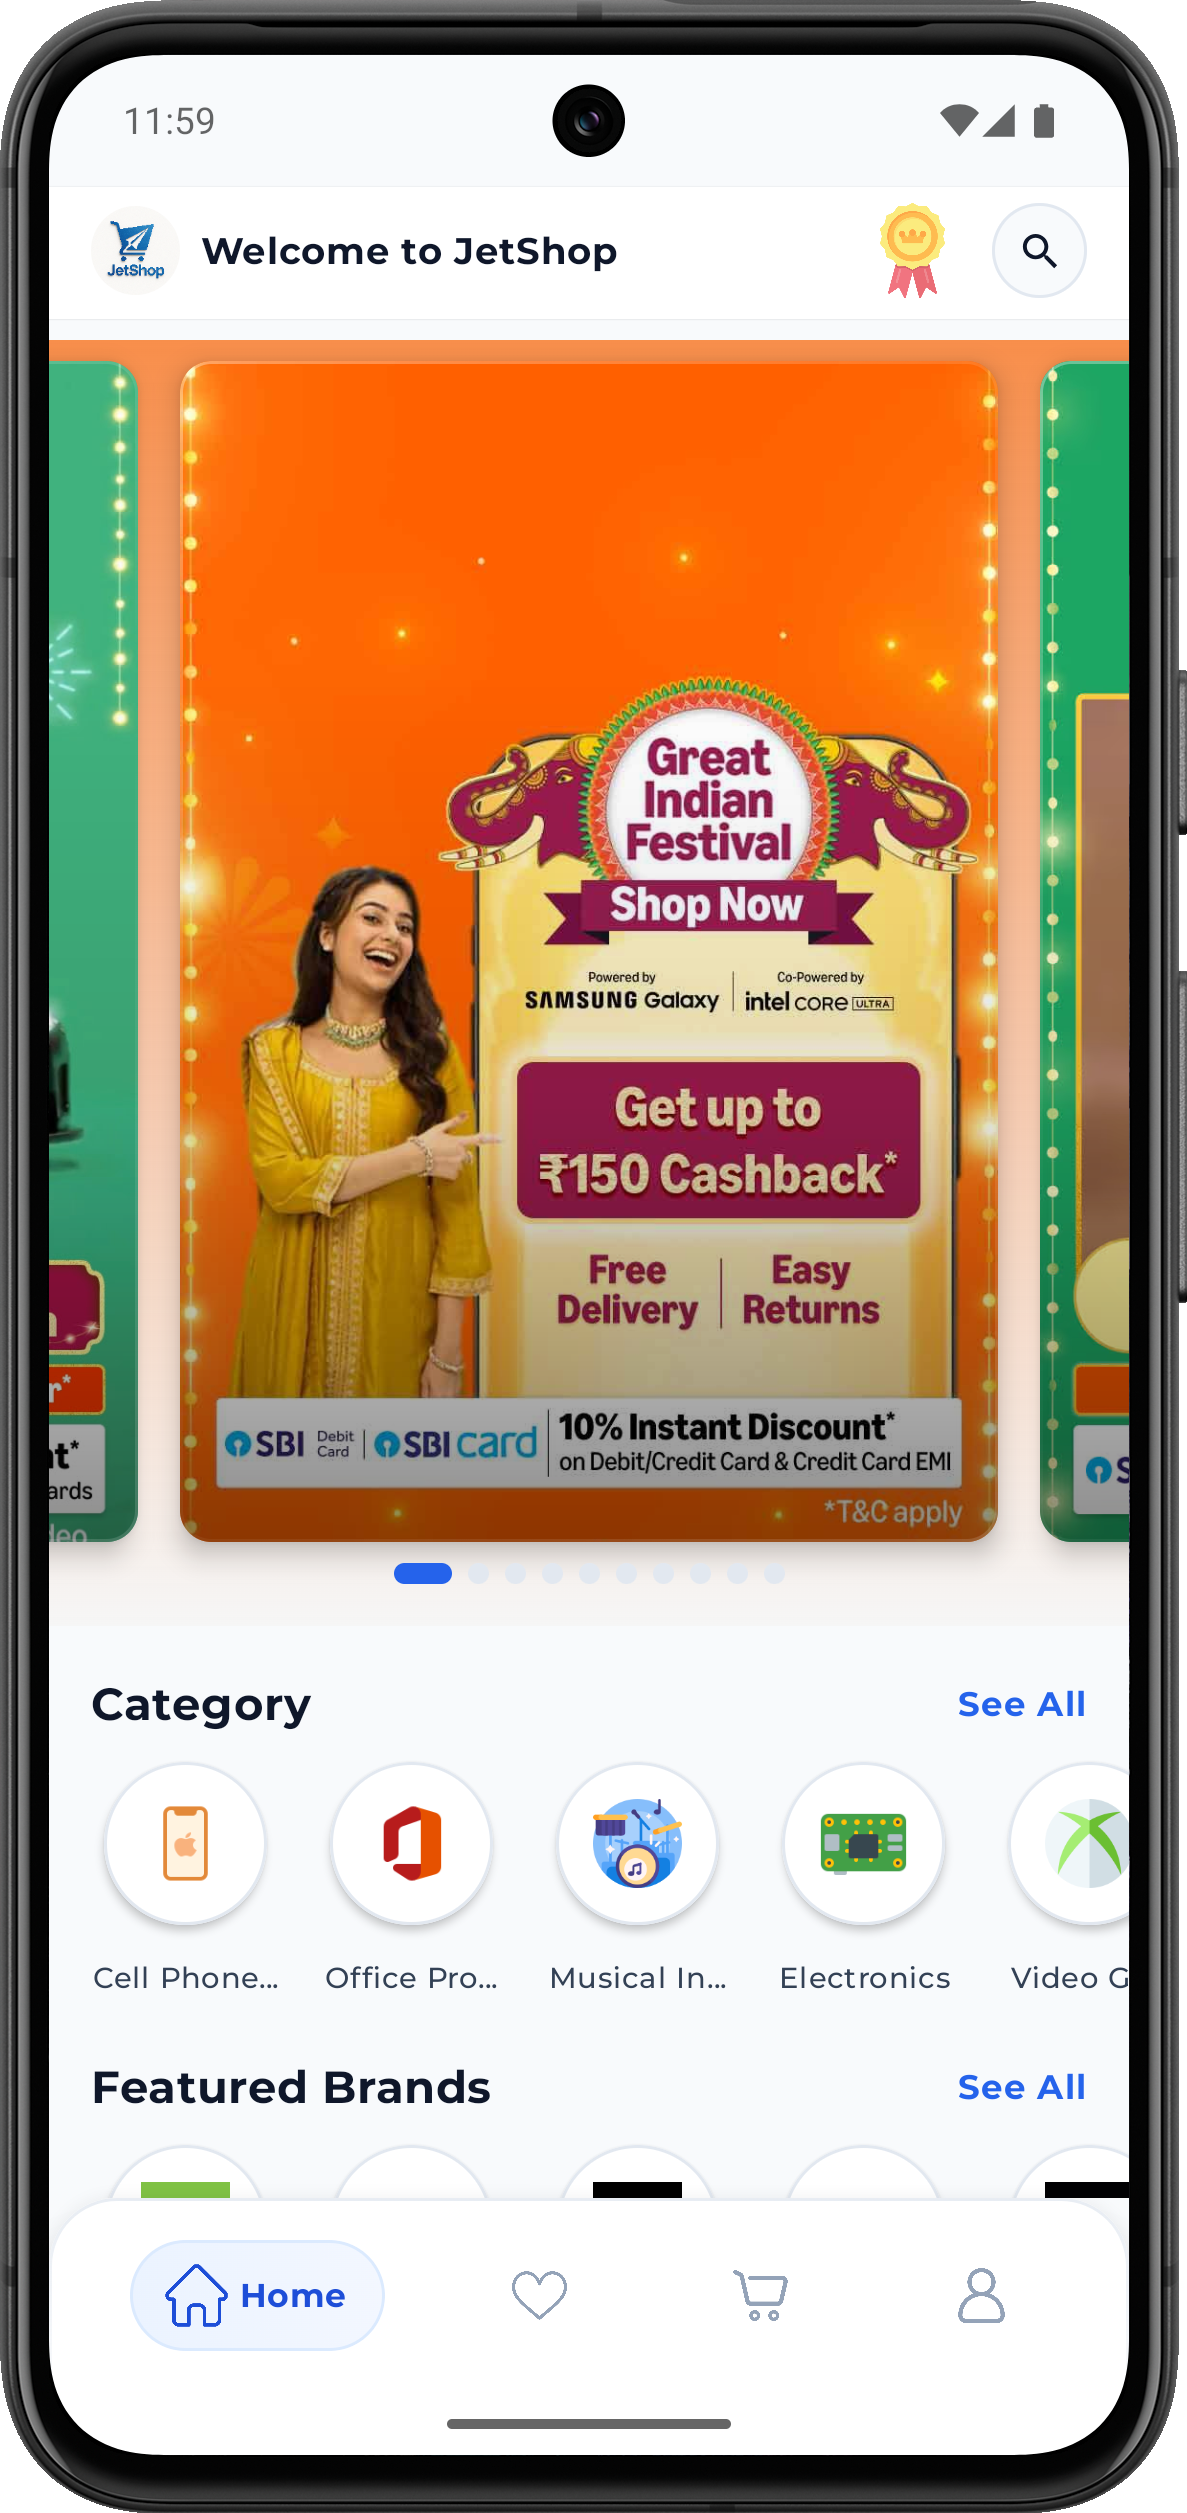 11:59
JetShop
Welcome to JetShop
Great
Indian
Festival
Shop Now
Powered by
SAMSUNG Galaxy
Co-Powered by
intel CORE ULTRA
Get up to
₹150 Cashback*
Free
Delivery
Easy
Returns
r*
nt*
ards
deo
SBI Debit Card
SBI card
10% Instant Discount*
on Debit/Credit Card & Credit Card EMI
*T&C apply
S
Category
See All
Cell Phone...
Office Pro...
Musical In...
Electronics
Video G
Featured Brands
See All
Home